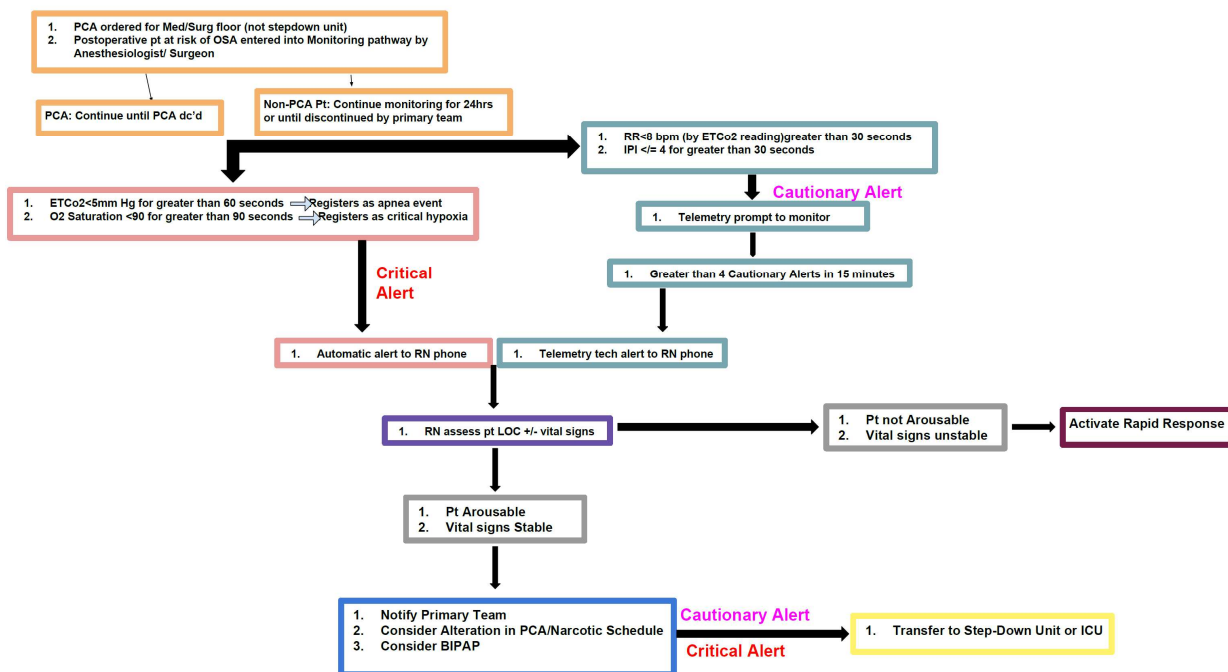 1. PCA ordered for Med/Surg floor (not stepdown unit)
2. Postoperative pt at risk of OSA entered into Monitoring pathway by
Anesthesiologist/ Surgeon
PCA: Continue until PCA dc'd
Non-PCA Pt: Continue monitoring for 24hrs
or until discontinued by primary team
1. RR<8 bpm (by ETCo2 reading)greater than 30 seconds
2. IPI </= 4 for greater than 30 seconds
Cautionary Alert
1. ETCo2<5mm Hg for greater than 60 seconds Registers as apnea event
2. O2 Saturation <90 for greater than 90 seconds Registers as critical hypoxia
1. Telemetry prompt to monitor
Critical
Alert
1. Greater than 4 Cautionary Alerts in 15 minutes
1. Automatic alert to RN phone
1. Telemetry tech alert to RN phone
1. RN assess pt LOC +/- vital signs
1. Pt not Arousable
2. Vital signs unstable
Activate Rapid Response
1. Pt Arousable
2. Vital signs Stable
1. Notify Primary Team
2. Consider Alteration in PCA/Narcotic Schedule
3. Consider BIPAP
Cautionary Alert
Critical Alert
1. Transfer to Step-Down Unit or ICU